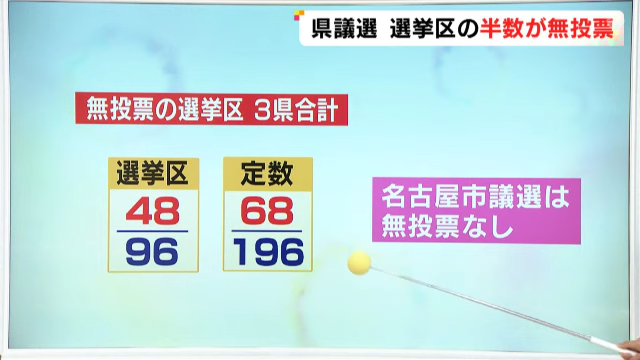 県議選 選挙区の半数が無投票
無投票の選挙区 3県合計
選挙区
48
96
定数
68
196
名古屋市議選は
無投票なし